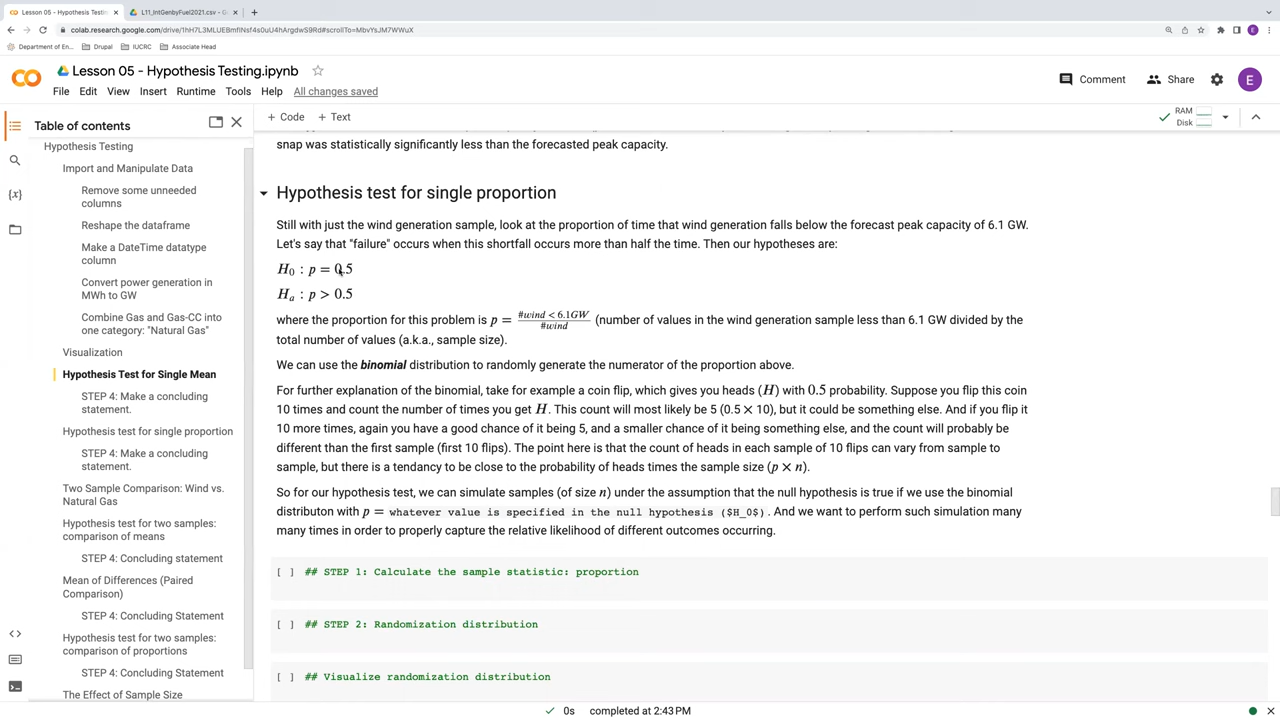 Lesson 05 - Hypothesis Testing
L11_IntGenbyFuel2021.csv - G
colab.research.google.com/drive/
Department of En...
Drupal
IUCRC
Associate Head
Lesson 05 - Hypothesis Testing.ipynb
Comment
Share
E
File Edit View Insert Runtime Tools Help All changes saved
Table of contents
+ Code + Text
RAM
Disk
Hypothesis Testing
Import and Manipulate Data
Remove some unneeded
columns
Reshape the dataframe
Make a DateTime datatype
column
Convert power generation in
MWh to GW
Combine Gas and Gas-CC into
one category: "Natural Gas"
Visualization
Hypothesis Test for Single Mean
STEP 4: Make a concluding
statement.
Hypothesis test for single proportion
STEP 4: Make a concluding
statement.
Two Sample Comparison: Wind vs.
Natural Gas
Hypothesis test for two samples:
comparison of means
STEP 4: Concluding statement
Mean of Differences (Paired
Comparison)
STEP 4: Concluding Statement
Hypothesis test for two samples:
comparison of proportions
STEP 4: Concluding Statement
The Effect of Sample Size
snap was statistically significantly less than the forecasted peak capacity.
Hypothesis test for single proportion
Still with just the wind generation sample, look at the proportion of time that wind generation falls below the forecast peak capacity of 6.1 GW.
Let's say that "failure" occurs when this shortfall occurs more than half the time. Then our hypotheses are:
H0 : p = 0.5
Ha : p > 0.5
where the proportion for this problem is p = #wind < 6.1GW / #wind (number of values in the wind generation sample less than 6.1 GW divided by the
total number of values (a.k.a., sample size).
We can use the binomial distribution to randomly generate the numerator of the proportion above.
For further explanation of the binomial, take for example a coin flip, which gives you heads (H) with 0.5 probability. Suppose you flip this coin
10 times and count the number of times you get H. This count will most likely be 5 (0.5 × 10), but it could be something else. And if you flip it
10 more times, again you have a good chance of it being 5, and a smaller chance of it being something else, and the count will probably be
different than the first sample (first 10 flips). The point here is that the count of heads in each sample of 10 flips can vary from sample to
sample, but there is a tendancy to be close to the probability of heads times the sample size (p × n).
So for our hypothesis test, we can simulate samples (of size n) under the assumption that the null hypothesis is true if we use the binomial
distributon with p = whatever value is specified in the null hypothesis ($H_0$). And we want to perform such simulation many
many times in order to properly capture the relative likelihood of different outcomes occurring.
[ ] ## STEP 1: Calculate the sample statistic: proportion
[ ] ## STEP 2: Randomization distribution
[ ] ## Visualize randomization distribution
0s completed at 2:43 PM